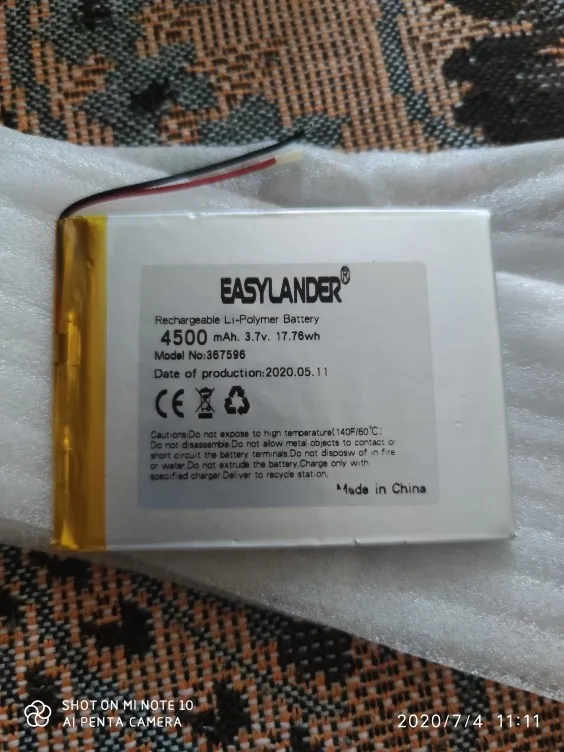 EASYLANDER®
Rechargeable Li-Polymer Battery
4500 mAh. 3.7v. 17.76wh
Model No:367596
Date of production:2020.05.11
CE
Cautions:Do not expose to high temperature(140F/60℃)
Do not disassemble.Do not allow metal objects to contact or
short circuit the battery terminals.Do not disposw of in fire
or water.Do not extrude the battery.Charge only with
specified charger.Deliver to recycle station.
Made in China
SHOT ON MI NOTE 10
AI PENTA CAMERA
2020/7/4 11:11